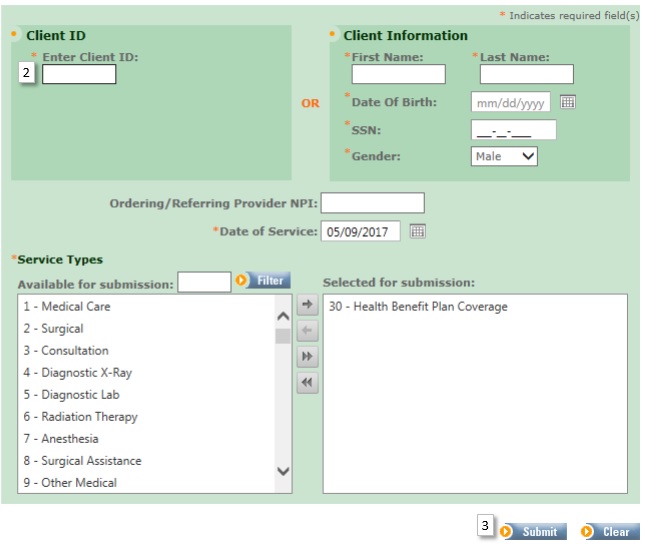 * Indicates required field(s)
Client ID
* Enter Client ID:
2
OR
Client Information
*First Name: *Last Name:
*Date Of Birth: mm/dd/yyyy
*SSN: __-_-___
*Gender: Male
Ordering/Referring Provider NPI:
*Date of Service: 05/09/2017
*Service Types
Available for submission: Filter
1 - Medical Care
2 - Surgical
3 - Consultation
4 - Diagnostic X-Ray
5 - Diagnostic Lab
6 - Radiation Therapy
7 - Anesthesia
8 - Surgical Assistance
9 - Other Medical
Selected for submission:
30 - Health Benefit Plan Coverage
3 Submit Clear